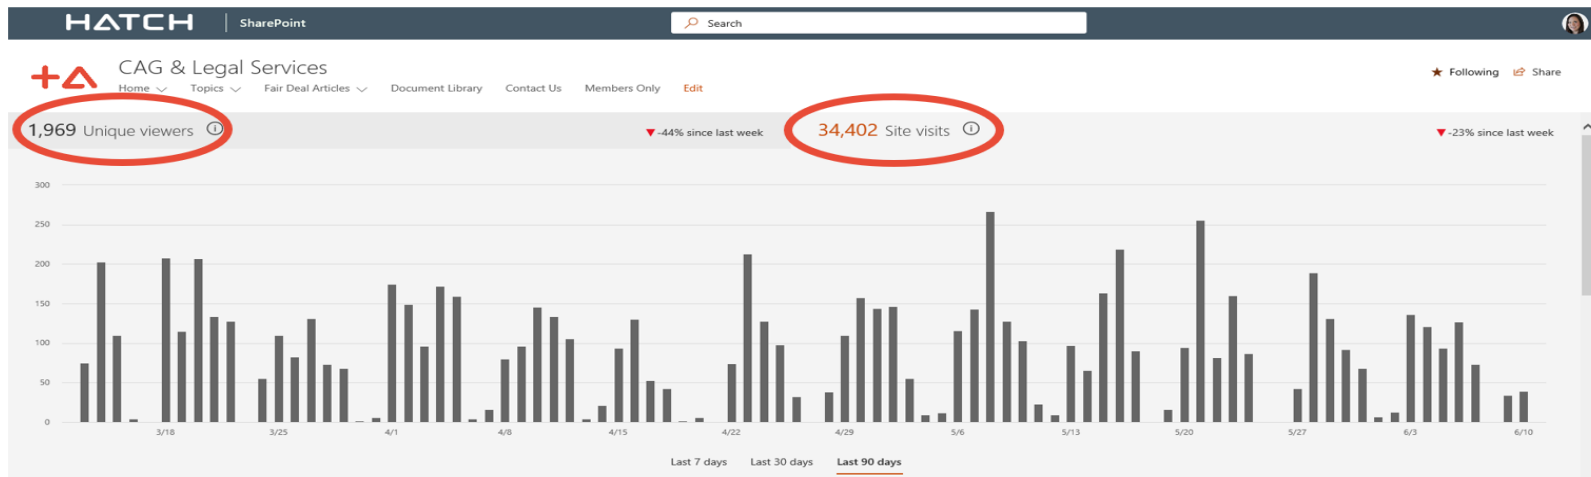 HATCH SharePoint Search
CAG & Legal Services
Following Share
Home Topics Fair Deal Articles Document Library Contact Us Members Only Edit
1,969 Unique viewers -44% since last week 34,402 Site visits -23% since last week
300
250
200
150
100
50
0
3/18 3/25 4/1 4/8 4/15 4/22 4/29 5/6 5/13 5/20 5/27 6/3 6/10
Last 7 days Last 30 days Last 90 days